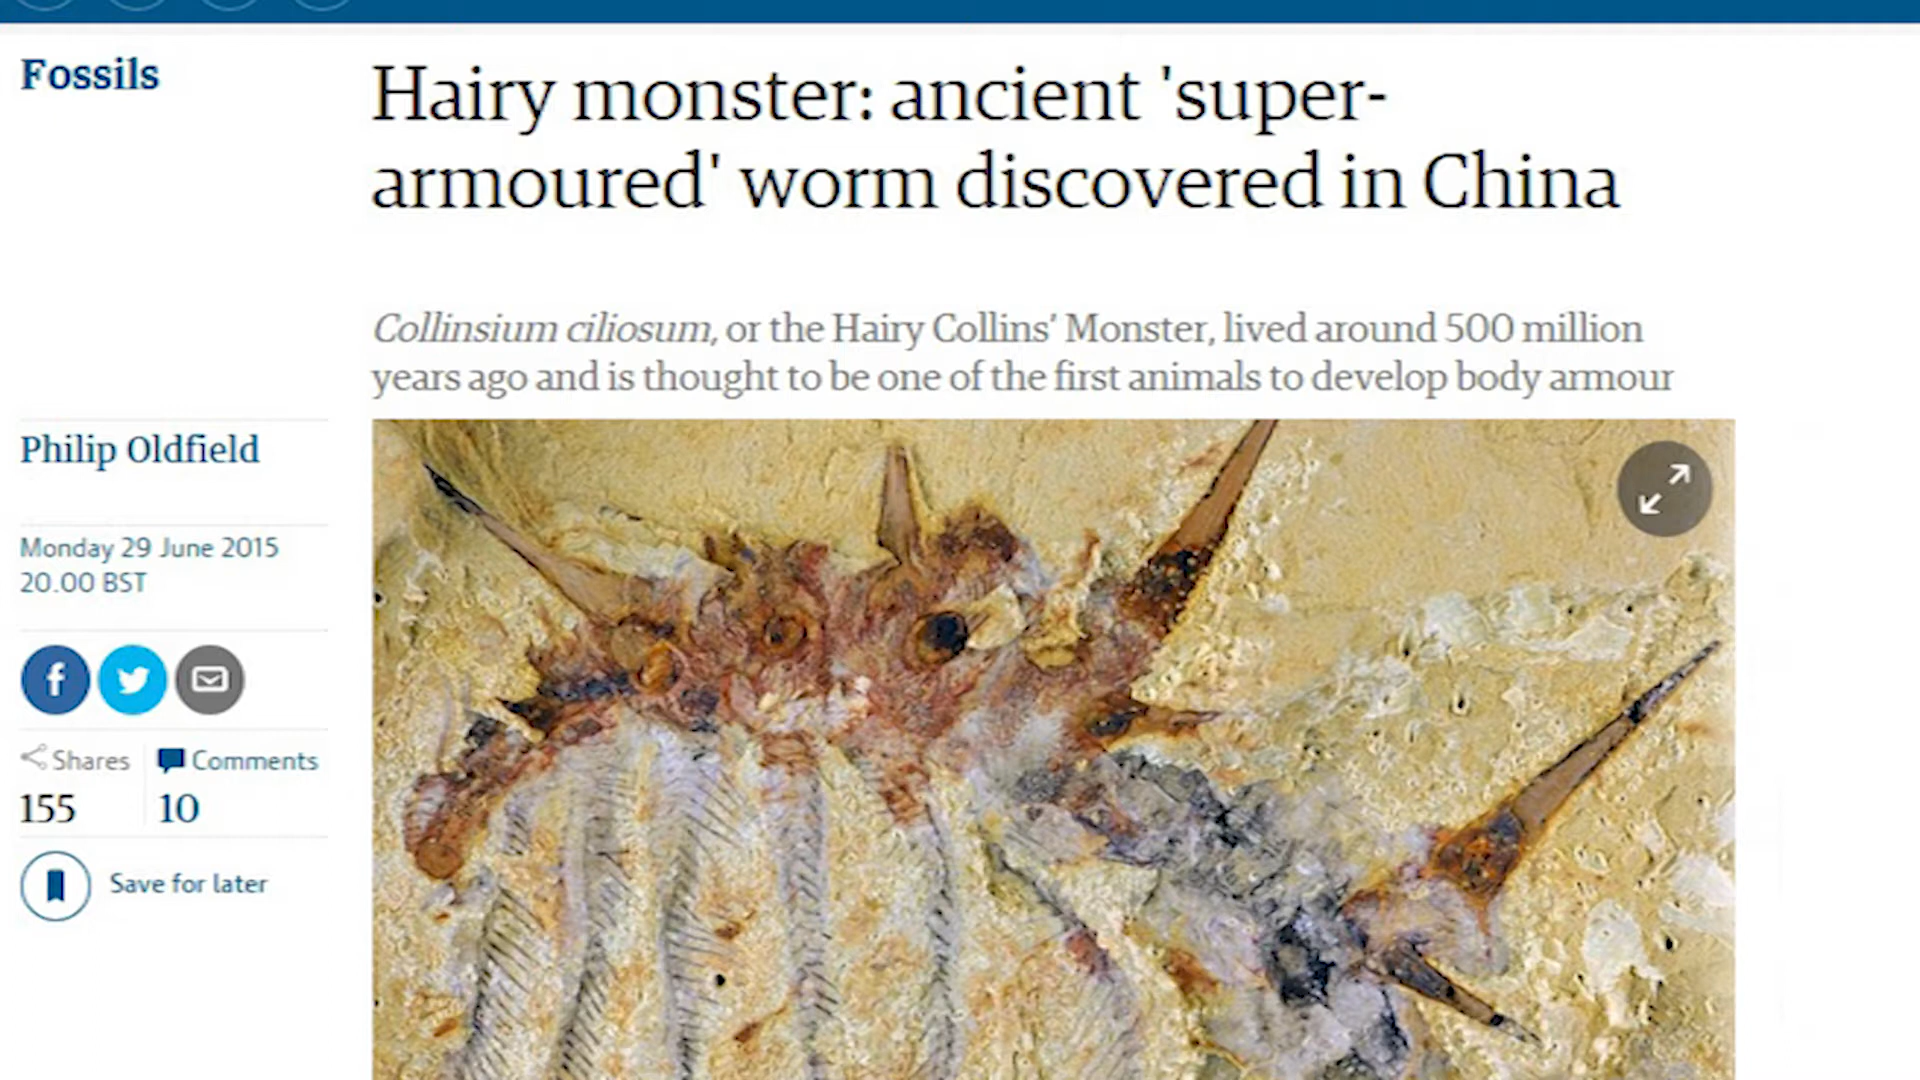 Fossils
Hairy monster: ancient 'super-
armoured' worm discovered in China
Collinsium ciliosum, or the Hairy Collins' Monster, lived around 500 million
years ago and is thought to be one of the first animals to develop body armour
Philip Oldfield
Monday 29 June 2015
20.00 BST
f
Shares
Comments
155
10
Save for later